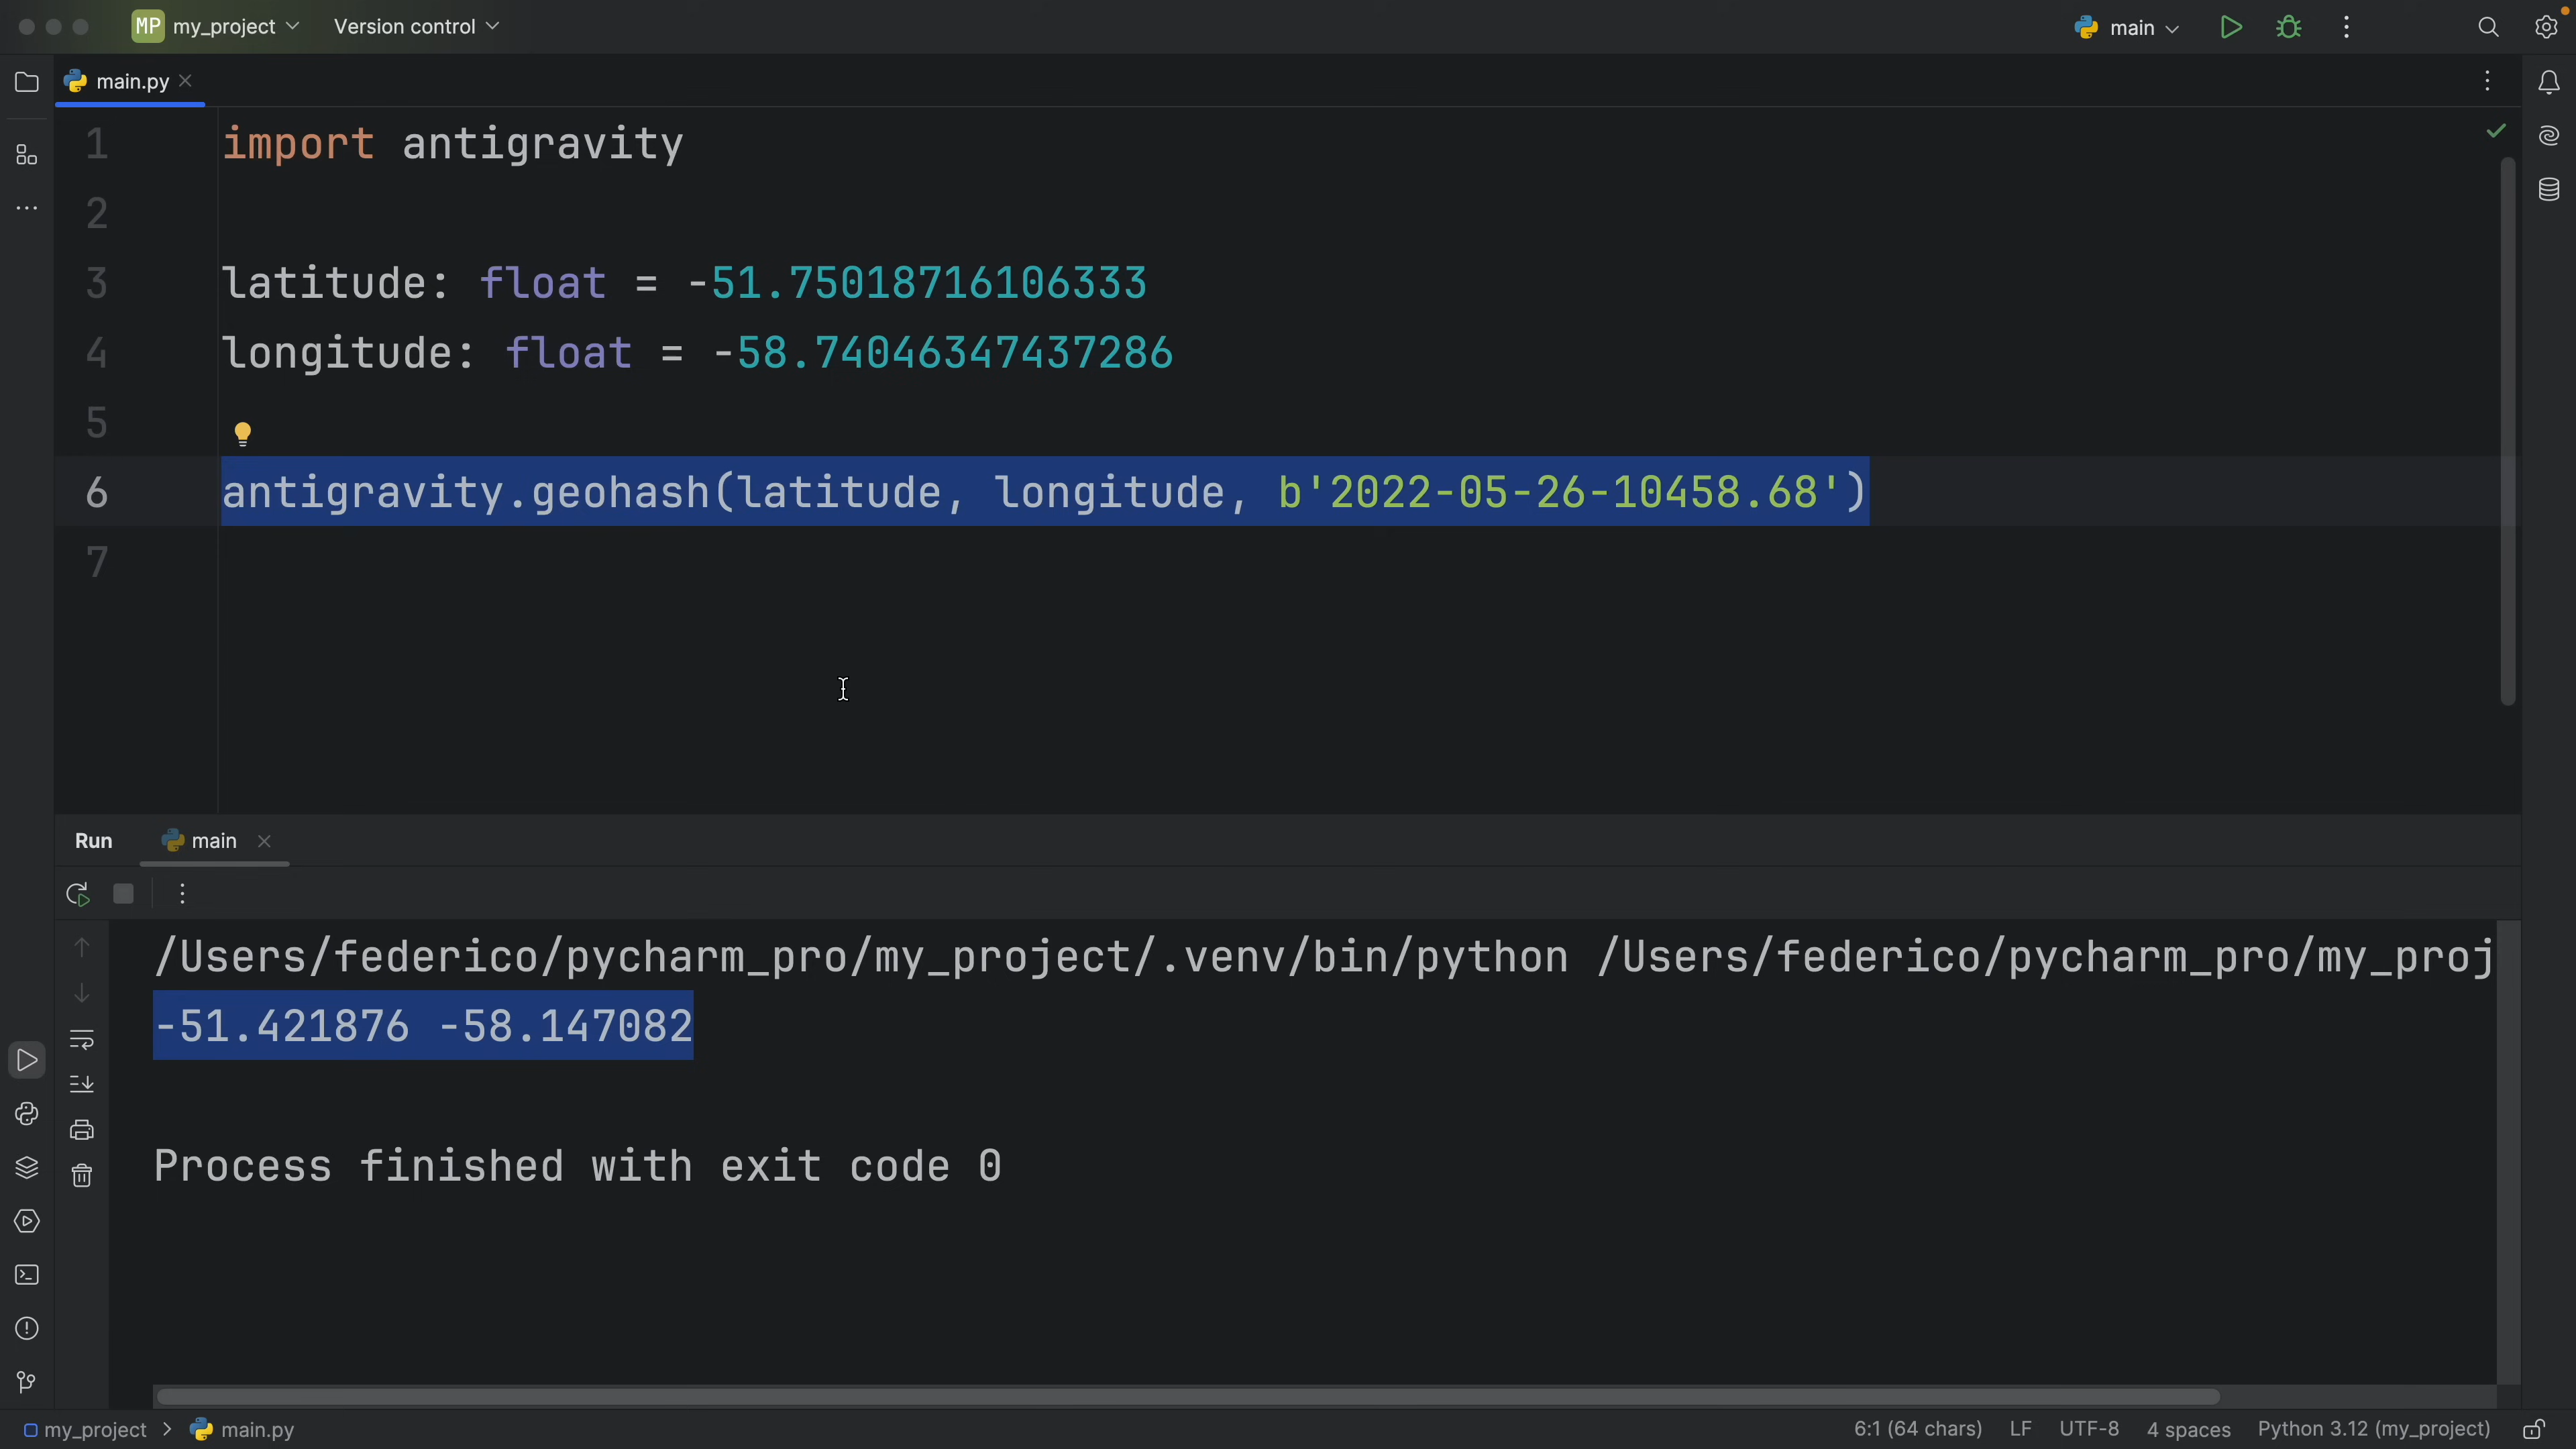 MP my_project Version control main
main.py
1 import antigravity
2
3 latitude: float = -51.75018716106333
4 longitude: float = -58.74046347437286
5
6 antigravity.geohash(latitude, longitude, b'2022-05-26-10458.68')
7
Run main
/Users/federico/pycharm_pro/my_project/.venv/bin/python /Users/federico/pycharm_pro/my_proj
-51.421876 -58.147082
Process finished with exit code 0
my_project > main.py 6:1 (64 chars) LF UTF-8 4 spaces Python 3.12 (my_project)